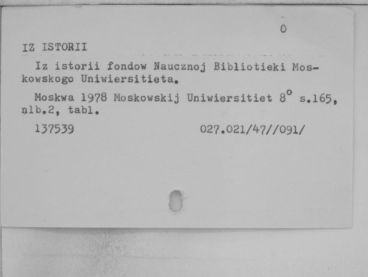 0
IZ ISTORII
Iz istorii fondow Naucznoj Bibliotieki Mos-
kowskogo Uniwiersitieta.
Moskwa 1978 Moskowskij Uniwiersitiet 8° s.165,
nlb.2, tabl.
137539 027.021/47//091/